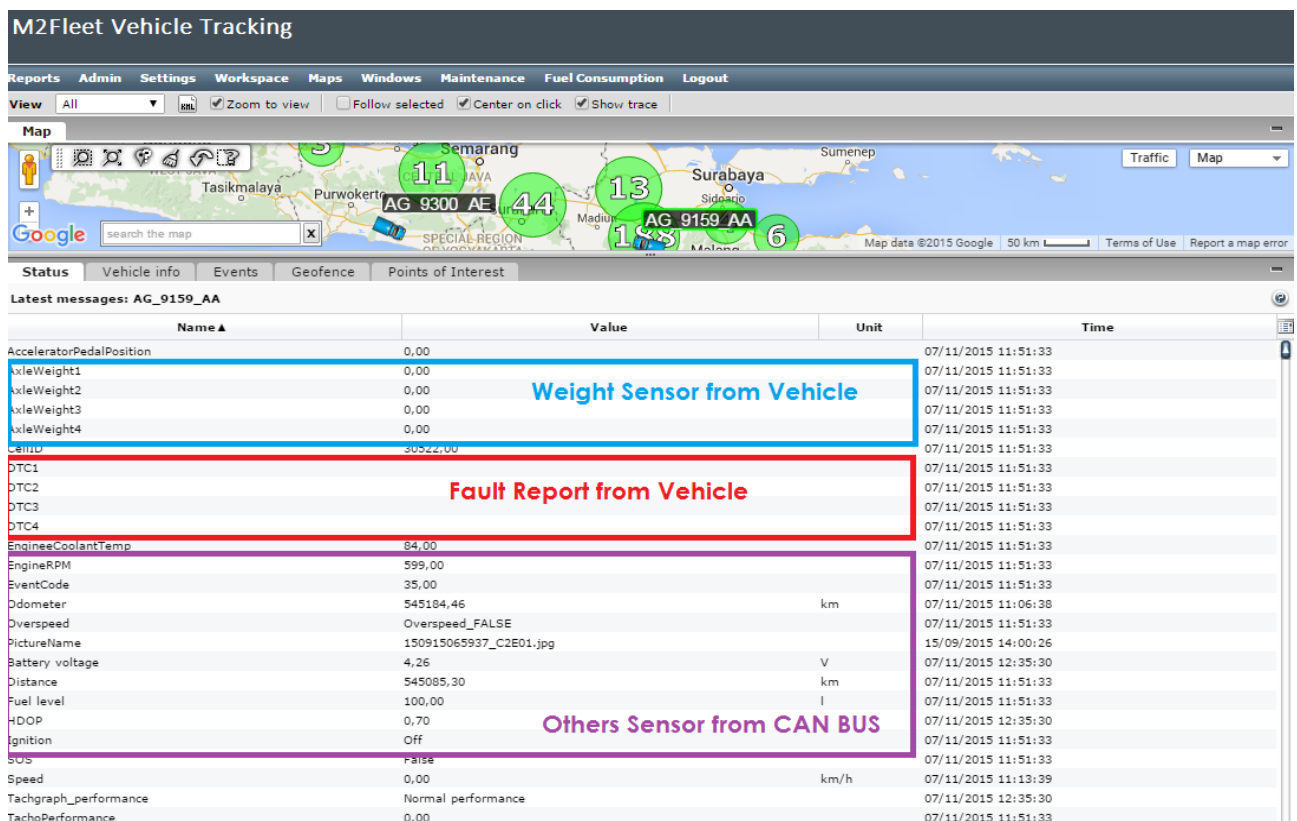 M2Fleet Vehicle Tracking
Reports Admin Settings Workspace Maps Windows Maintenance Fuel Consumption Logout
View All KML Zoom to view Follow selected Center on click Show trace
Map
Semarang
Sumenep
Traffic Map
11
Surabaya
Tasikmalaya
Purwokerto
13
Sidoarjo
AG 9300 AE
44
Madiun
AG 9159 AA
Google search the map X
SPECIAL REGION
188
Malang
6
Map data ©2015 Google 50 km Terms of Use Report a map error
Status Vehicle info Events Geofence Points of Interest
Latest messages: AG_9159_AA
Name▲ Value Unit Time
AcceleratorPedalPosition 0,00 07/11/2015 11:51:33
AxleWeight1 0,00 07/11/2015 11:51:33
AxleWeight2 0,00 07/11/2015 11:51:33
Weight Sensor from Vehicle
AxleWeight3 0,00 07/11/2015 11:51:33
AxleWeight4 0,00 07/11/2015 11:51:33
CellID 30522,00 07/11/2015 11:51:33
DTC1 07/11/2015 11:51:33
DTC2 07/11/2015 11:51:33
Fault Report from Vehicle
DTC3 07/11/2015 11:51:33
DTC4 07/11/2015 11:51:33
EngineeCoolantTemp 84,00 07/11/2015 11:51:33
EngineRPM 599,00 07/11/2015 11:51:33
EventCode 35,00 07/11/2015 11:51:33
Odometer 545184,46 km 07/11/2015 11:06:38
Overspeed Overspeed_FALSE 07/11/2015 11:51:33
PictureName 150915065937_C2E01.jpg 15/09/2015 14:00:26
Battery voltage 4,26 V 07/11/2015 12:35:30
Distance 545085,30 km 07/11/2015 11:51:33
Fuel level 100,00 l 07/11/2015 11:51:33
HDOP 0,70 07/11/2015 12:35:30
Others Sensor from CAN BUS
Ignition Off 07/11/2015 11:51:33
SOS False 07/11/2015 11:51:33
Speed 0,00 km/h 07/11/2015 11:13:39
Tachgraph_performance Normal performance 07/11/2015 12:35:30
TachoPerformance 0,00 07/11/2015 11:51:33